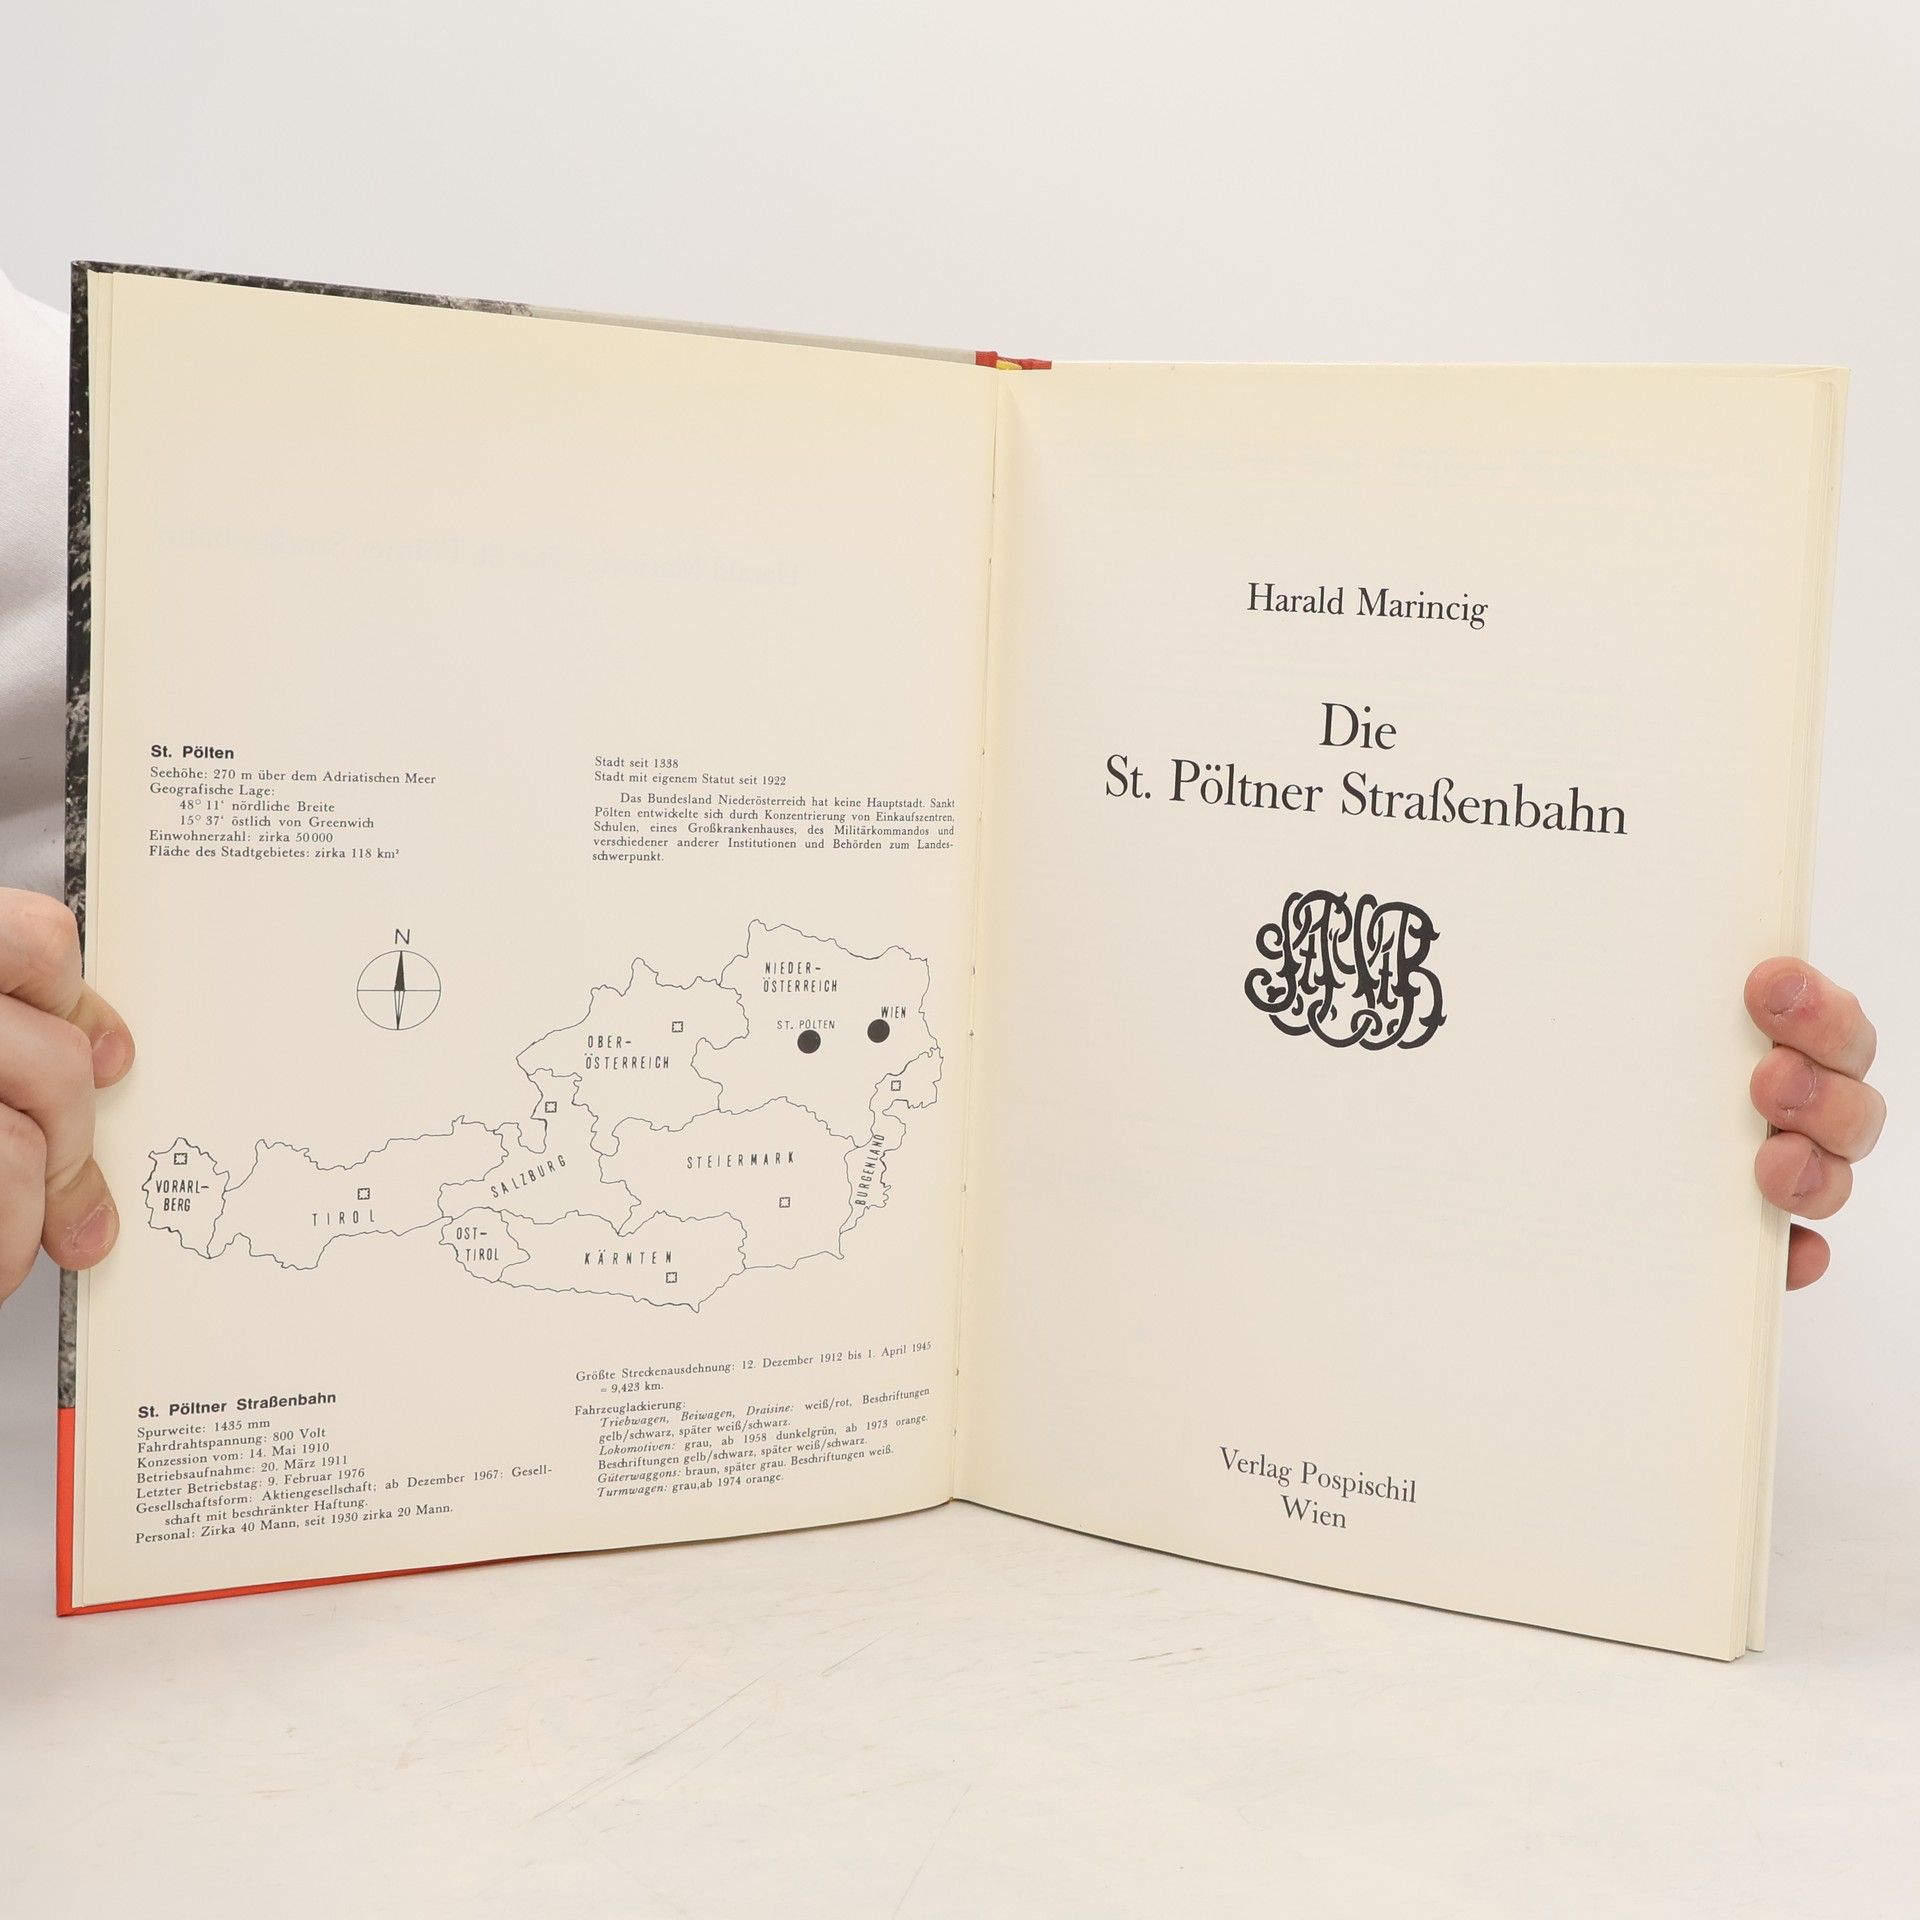 St. Pölten
Seehöhe: 270 m über dem Adriatischen Meer
Geografische Lage:
48° 11‘ nördliche Breite
15° 37‘ östlich von Greenwich
Einwohnerzahl: zirka 50000
Fläche des Stadtgebietes: zirka 118 km²
Stadt seit 1338
Stadt mit eigenem Statut seit 1922
Das Bundesland Niederösterreich hat keine Hauptstadt. Sankt
Pölten entwickelte sich durch Konzentrierung von Einkaufszentren,
Schulen, eines Großkrankenhauses, des Militärkommandos und
verschiedener anderer Institutionen und Behörden zum Landes-
schwerpunkt.
N
NIEDER-
ÖSTERREICH
WIEN
ST. PÖLTEN
OBER-
ÖSTERREICH
BURGENLAND
STEIERMARK
SALZBURG
VORARL-
BERG
TIROL
OST-
TIROL
KÄRNTEN
St. Pöltner Straßenbahn
Spurweite: 1435 mm
Fahrdrahtspannung: 800 Volt
Konzession vom: 14. Mai 1910
Betriebsaufnahme: 20. März 1911
Letzter Betriebstag: 9. Februar 1976
Gesellschaftsform: Aktiengesellschaft; ab Dezember 1967: Gesell-
schaft mit beschränkter Haftung.
Personal: Zirka 40 Mann, seit 1930 zirka 20 Mann.
Größte Streckenausdehnung: 12. Dezember 1912 bis 1. April 1945
= 9,423 km.
Fahrzeuglackierung:
Triebwagen, Beiwagen, Draisine: weiß/rot, Beschriftungen
gelb/schwarz, später weiß/schwarz.
Lokomotiven: grau, ab 1958 dunkelgrün, ab 1973 orange.
Beschriftungen gelb/schwarz, später weiß/schwarz.
Güterwaggons: braun, später grau. Beschriftungen weiß.
Turmwagen: grau,ab 1974 orange.
Harald Marincig
Die
St. Pöltner Straßenbahn
Verlag Pospischil
Wien